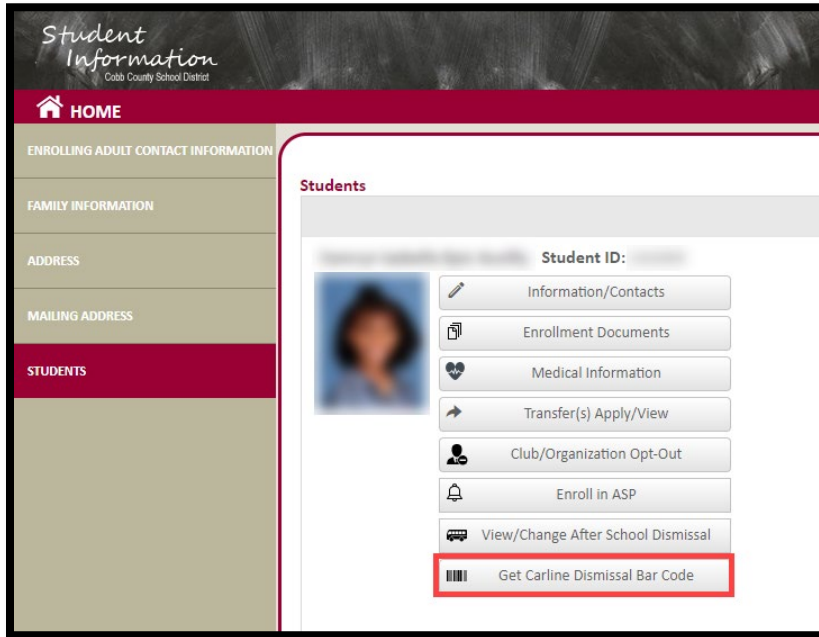 Student
Information
Cobb County School District
HOME
ENROLLING ADULT CONTACT INFORMATION
FAMILY INFORMATION
ADDRESS
MAILING ADDRESS
STUDENTS
Students
Student ID:
Information/Contacts
Enrollment Documents
Medical Information
Transfer(s) Apply/View
Club/Organization Opt-Out
Enroll in ASP
View/Change After School Dismissal
Get Carline Dismissal Bar Code